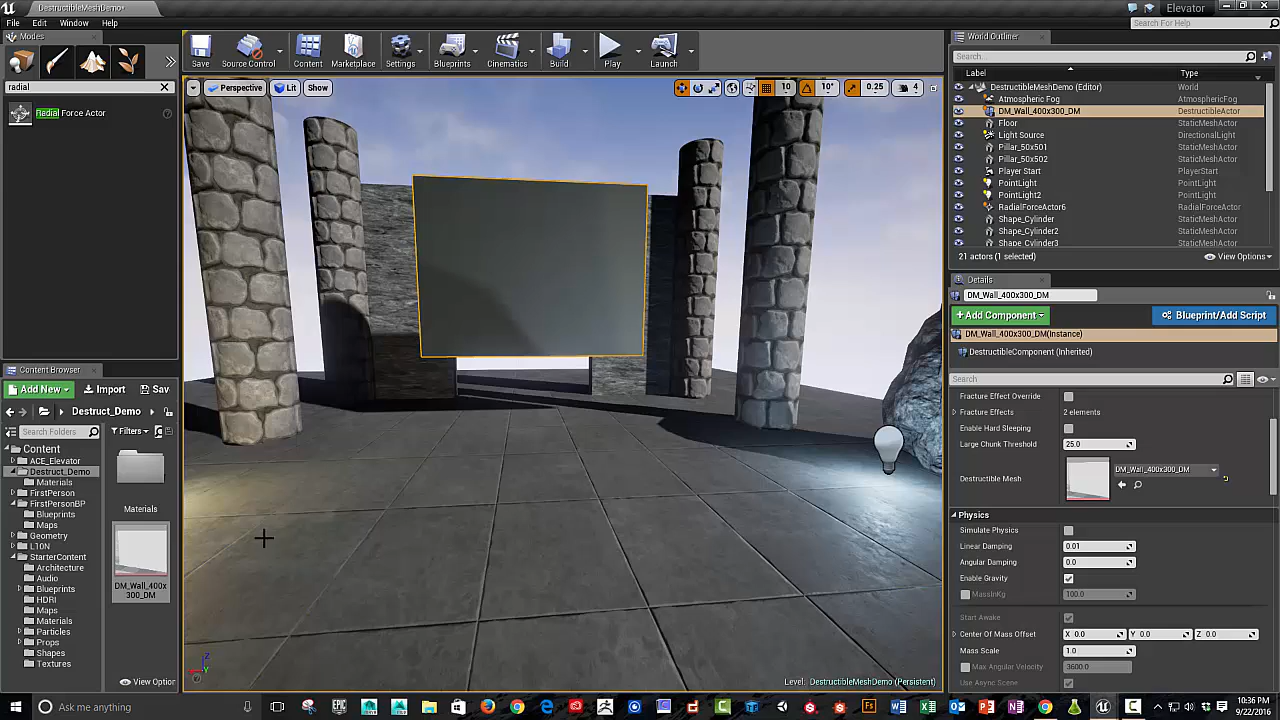 DestructibleMeshDemo*
Elevator
File Edit Window Help
Search For Help
Modes
World Outliner
radial
Radial Force Actor
Save Source Control Content Marketplace Settings Blueprints Cinematics Build Play Launch
Perspective Lit Show 10 10° 0.25 4
Search...
Label Type
DestructibleMeshDemo (Editor) World
Atmospheric Fog AtmosphericFog
DM_Wall_400x300_DM DestructibleActor
Floor StaticMeshActor
Light Source DirectionalLight
Pillar_50x501 StaticMeshActor
Pillar_50x502 StaticMeshActor
Player Start PlayerStart
PointLight PointLight
PointLight2 PointLight
RadialForceActor6 RadialForceActor
Shape_Cylinder StaticMeshActor
Shape_Cylinder2 StaticMeshActor
Shape_Cylinder3 StaticMeshActor
21 actors (1 selected) View Options
Details
DM_Wall_400x300_DM
Add Component Blueprint/Add Script
DM_Wall_400x300_DM(Instance)
DestructibleComponent (Inherited)
Search
Fracture Effect Override
Fracture Effects 2 elements
Enable Hard Sleeping
Large Chunk Threshold 25.0
Destructible Mesh DM_Wall_400x300_DM
Physics
Simulate Physics
Linear Damping 0.01
Angular Damping 0.0
Enable Gravity
MassInKg 100.0
Start Awake
Center Of Mass Offset X 0.0 Y 0.0 Z 0.0
Mass Scale 1.0
Max Angular Velocity 3600.0
Use Async Scene
Content Browser
Add New Import Save
Destruct_Demo
Search Folders Filters
Content
ACE_Elevator
Destruct_Demo
Materials
FirstPerson
FirstPersonBP
Blueprints
Maps
Geometry
L10N
StarterContent
Architecture
Audio
Blueprints
HDRI
Maps
Materials
Particles
Props
Shapes
Textures
Materials
DM_Wall_400x
300_DM
View Option
Level: DestructibleMeshDemo (Persistent)
Ask me anything
10:36 PM
9/22/2016